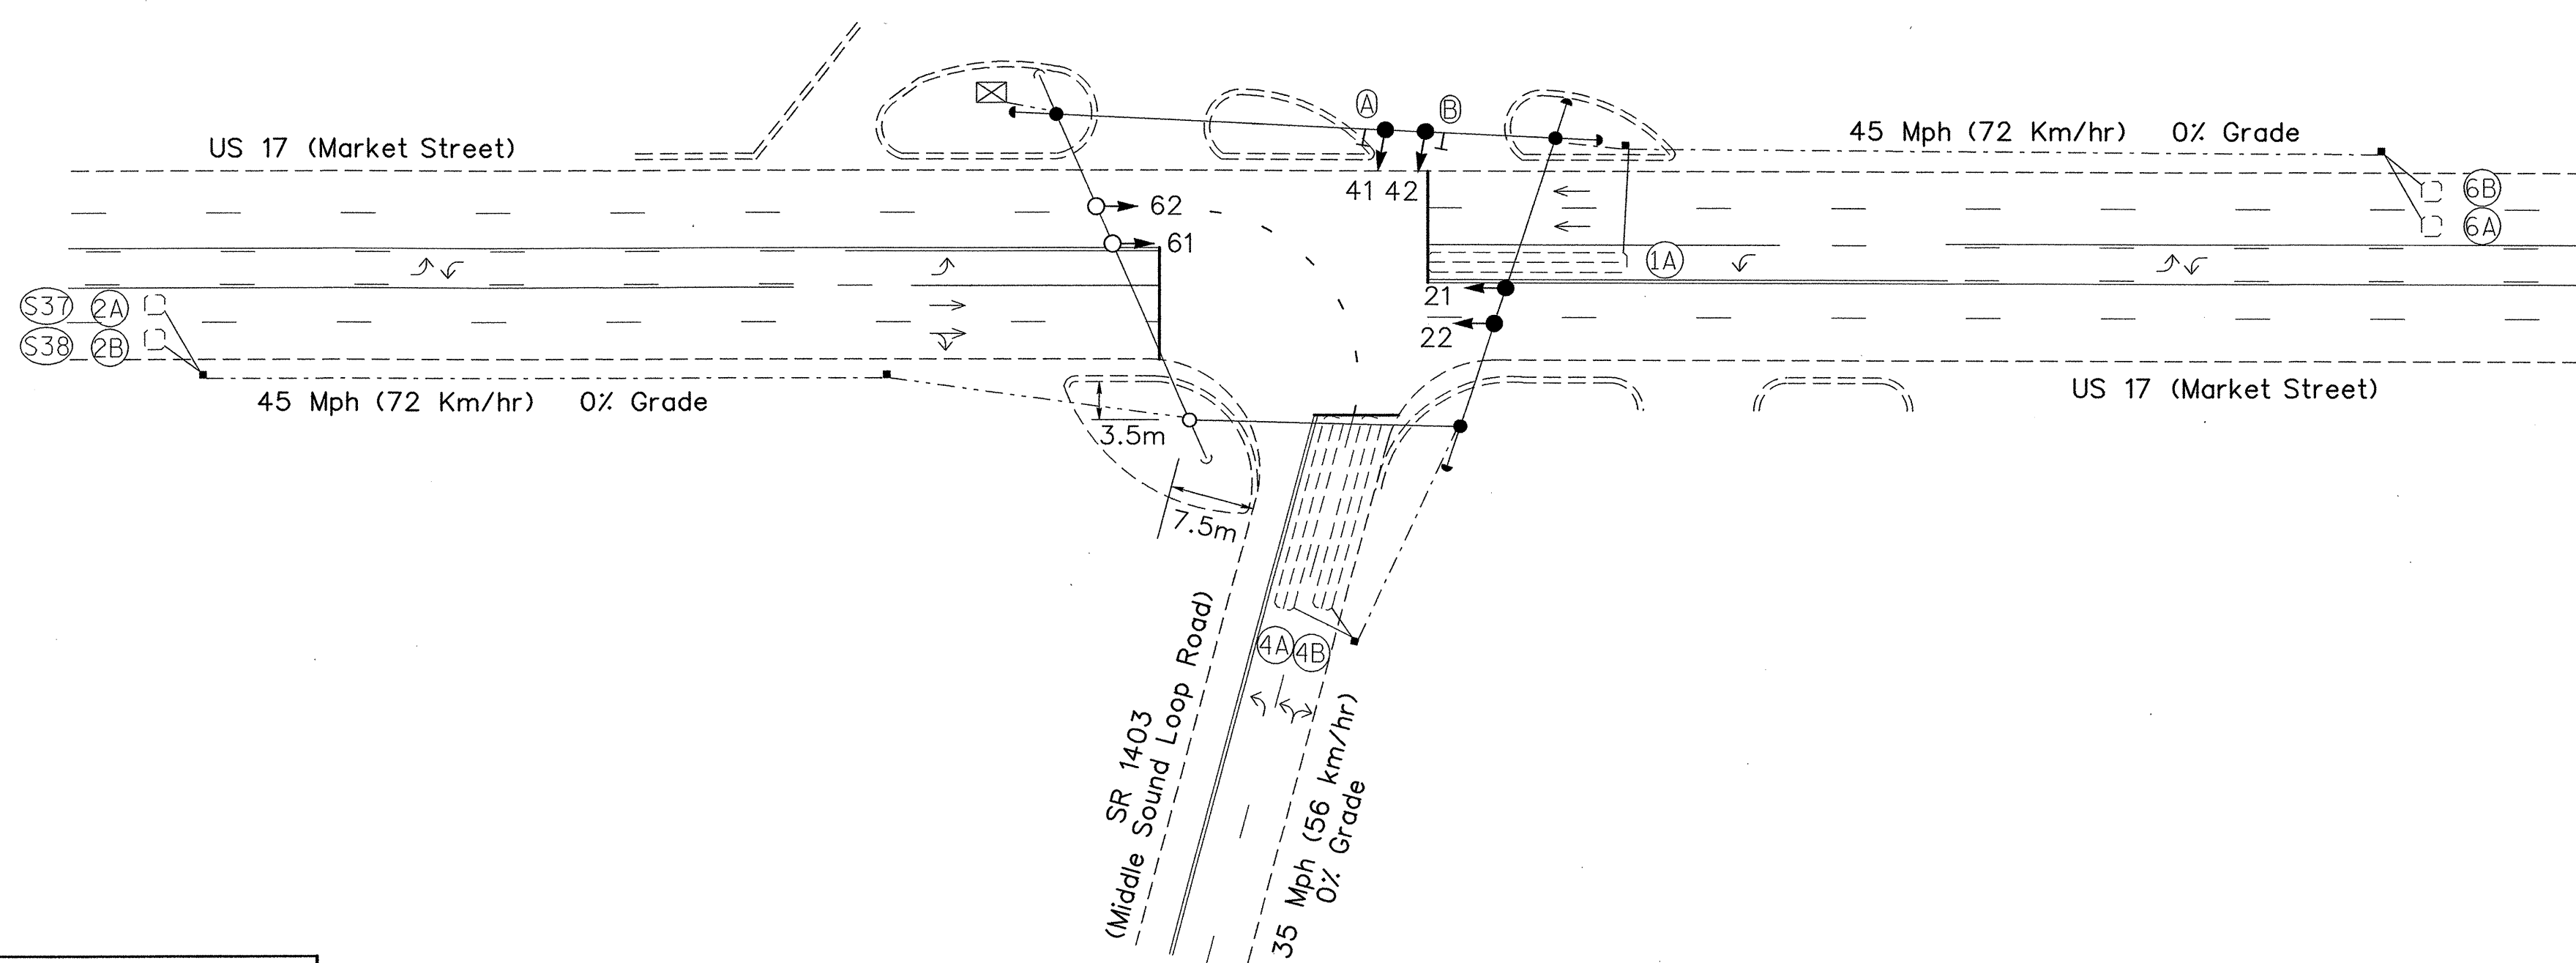 US 17 (Market Street)
A
B
45 Mph (72 Km/hr) 0% Grade
41 42
62
6B
61
6A
1A
21
S37 2A
22
S38 2B
45 Mph (72 Km/hr) 0% Grade
US 17 (Market Street)
3.5m
7.5m
4A 4B
SR 1403
(Middle Sound Loop Road)
35 Mph (56 km/hr)
0% Grade